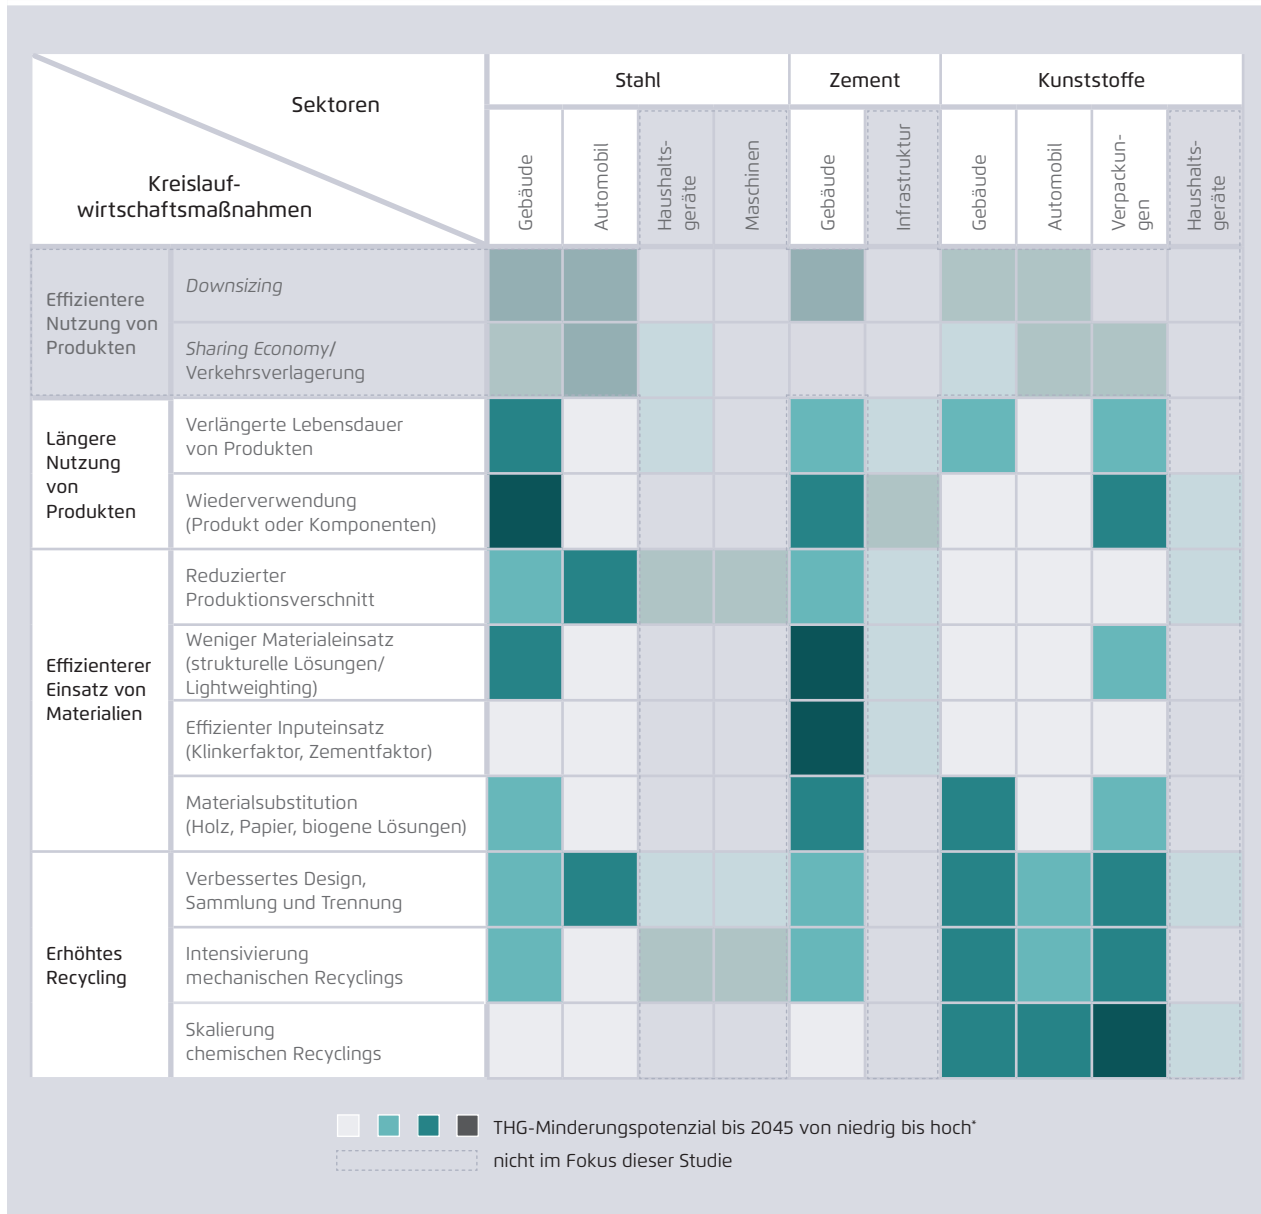 Sektoren
Kreislauf-
wirtschaftsmaßnahmen
Stahl
Zement
Kunststoffe
Gebäude
Automobil
Haushalts-
geräte
Maschinen
Gebäude
Infrastruktur
Gebäude
Automobil
Verpackun-
gen
Haushalts-
geräte
Effizientere
Nutzung von
Produkten
Downsizing
Sharing Economy/
Verkehrsverlagerung
Längere
Nutzung
von
Produkten
Verlängerte Lebensdauer
von Produkten
Wiederverwendung
(Produkt oder Komponenten)
Effizienterer
Einsatz von
Materialien
Reduzierter
Produktionsverschnitt
Weniger Materialeinsatz
(strukturelle Lösungen/
Lightweighting)
Effizienter Inputeinsatz
(Klinkerfaktor, Zementfaktor)
Materialsubstitution
(Holz, Papier, biogene Lösungen)
Erhöhtes
Recycling
Verbessertes Design,
Sammlung und Trennung
Intensivierung
mechanischen Recyclings
Skalierung
chemischen Recyclings
THG-Minderungspotenzial bis 2045 von niedrig bis hoch*
nicht im Fokus dieser Studie